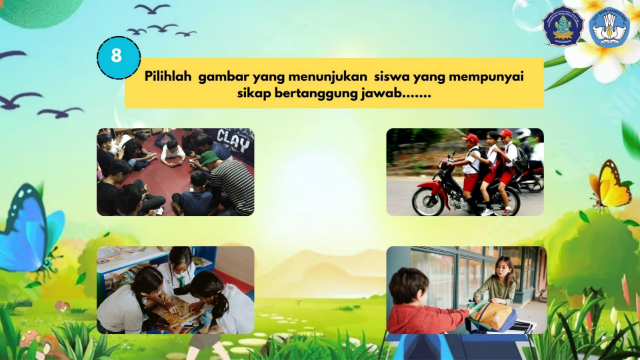 8
Pilihlah gambar yang menunjukan siswa yang mempunyai
sikap bertanggung jawab.......
CLAY